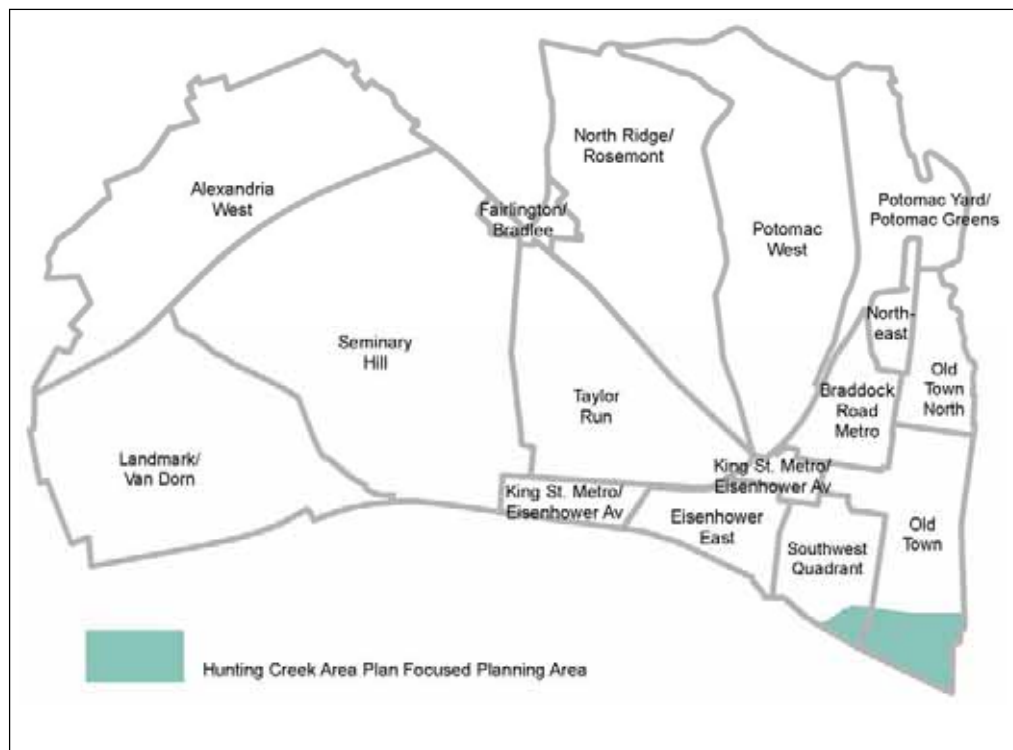 North Ridge/
Rosemont
Alexandria
West
Fairlington/
Bradlee
Potomac Yard/
Potomac Greens
Potomac
West
North-
east
Seminary
Hill
Old
Town
North
Taylor
Run
Braddock
Road
Metro
Landmark/
Van Dorn
King St. Metro/
Eisenhower Av
King St. Metro/
Eisenhower Av
Eisenhower
East
Old
Town
Southwest
Quadrant
Hunting Creek Area Plan Focused Planning Area